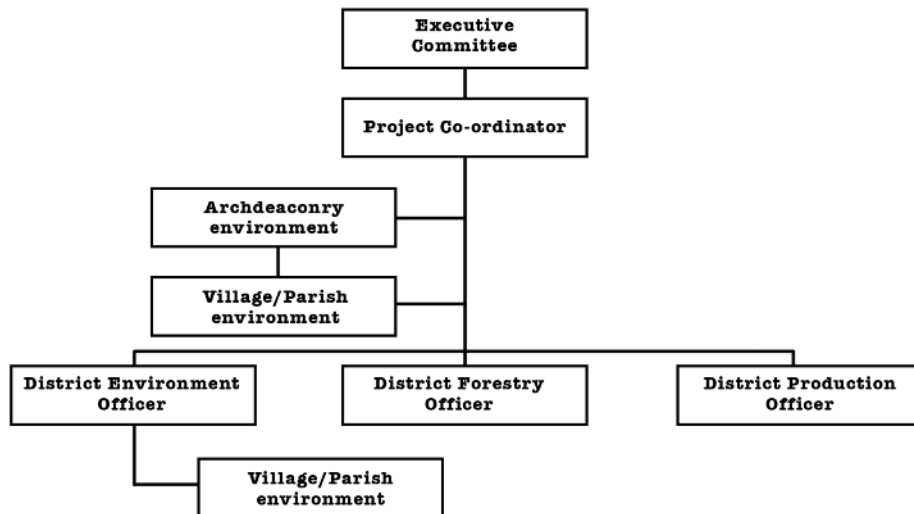 Executive
Committee
Project Co-ordinator
Archdeaconry
environment
Village/Parish
environment
District Environment
Officer
District Forestry
Officer
District Production
Officer
Village/Parish
environment